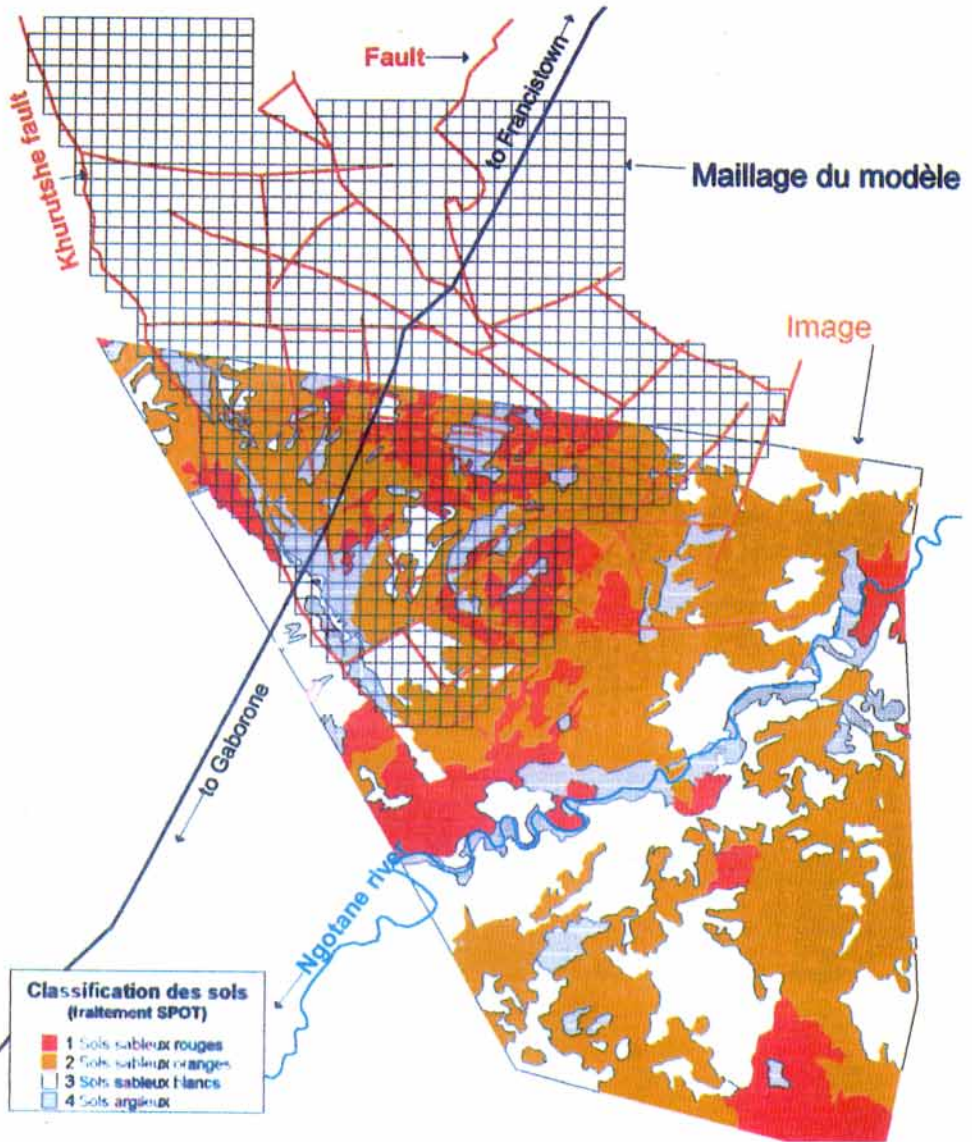 Fault
to Francistown
Khurutshe fault
Maillage du modèle
Image
to Gaborone
Ngotane river
Classification des sols
(traitement SPOT)
1 Sols sableux rouges
2 Sols sableux oranges
3 Sols sableux blancs
4 Sols argileux